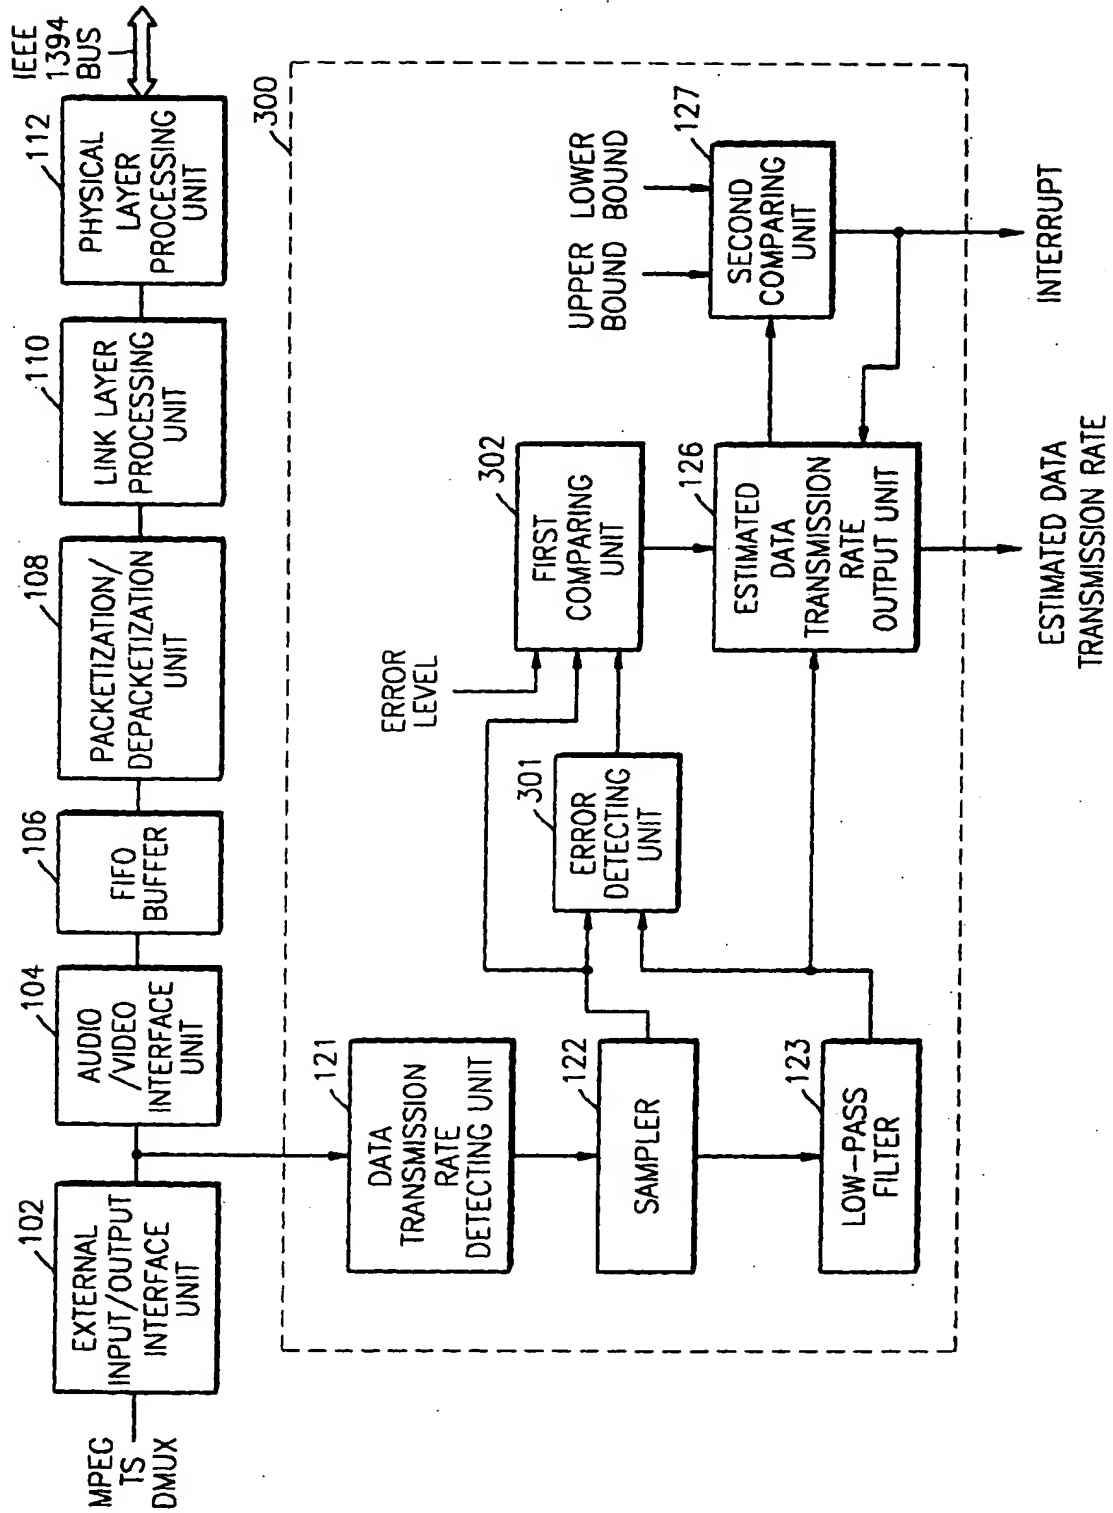 MPEG
TS
DMUX
102
EXTERNAL
INPUT/OUTPUT
INTERFACE
UNIT
104
AUDIO
/VIDEO
INTERFACE
UNIT
106
FIFO
BUFFER
108
PACKETIZATION/
DEPACKETIZATION
UNIT
110
LINK LAYER
PROCESSING
UNIT
112
PHYSICAL
LAYER
PROCESSING
UNIT
IEEE
1394
BUS
300
121
DATA
TRANSMISSION
RATE
DETECTING UNIT
122
SAMPLER
123
LOW-PASS
FILTER
301
ERROR
DETECTING
UNIT
ERROR
LEVEL
302
FIRST
COMPARING
UNIT
126
ESTIMATED
DATA
TRANSMISSION
RATE
OUTPUT UNIT
UPPER
BOUND
LOWER
BOUND
127
SECOND
COMPARING
UNIT
ESTIMATED DATA
TRANSMISSION RATE
INTERRUPT